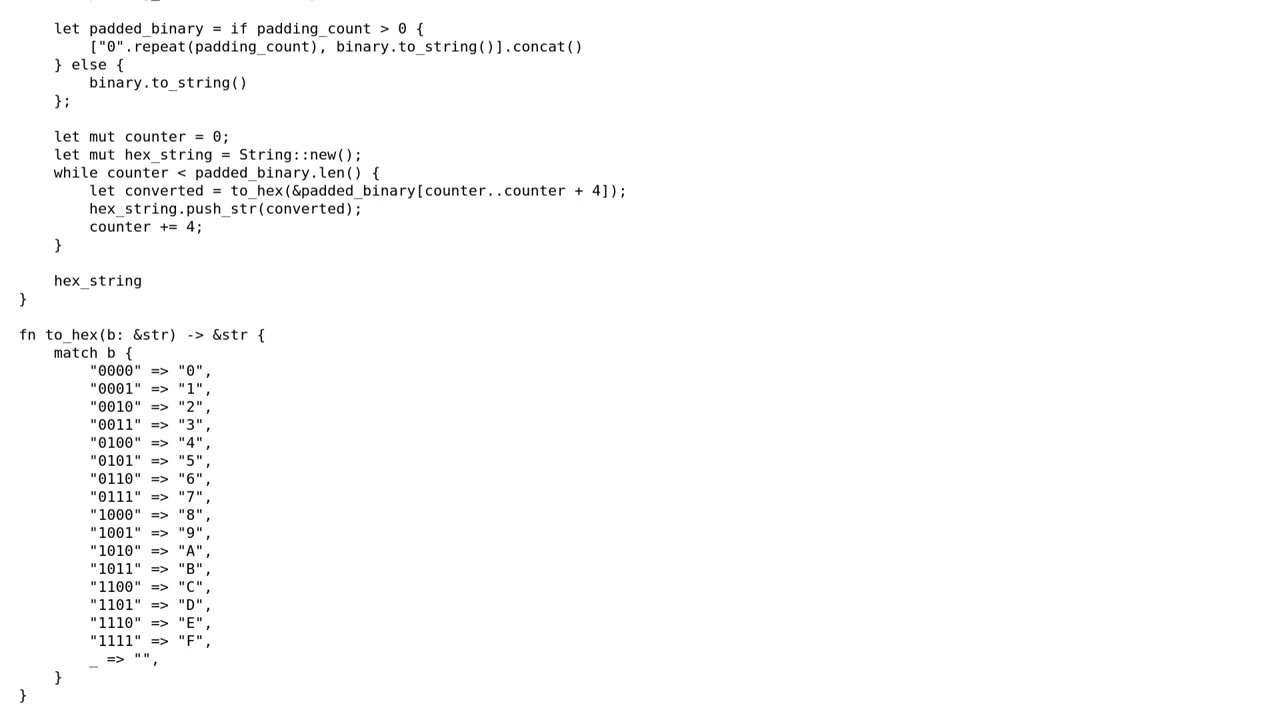 let padded_binary = if padding_count > 0 {
        ["0".repeat(padding_count), binary.to_string()].concat()
    } else {
        binary.to_string()
    };

    let mut counter = 0;
    let mut hex_string = String::new();
    while counter < padded_binary.len() {
        let converted = to_hex(&padded_binary[counter..counter + 4]);
        hex_string.push_str(converted);
        counter += 4;
    }

    hex_string
}

fn to_hex(b: &str) -> &str {
    match b {
        "0000" => "0",
        "0001" => "1",
        "0010" => "2",
        "0011" => "3",
        "0100" => "4",
        "0101" => "5",
        "0110" => "6",
        "0111" => "7",
        "1000" => "8",
        "1001" => "9",
        "1010" => "A",
        "1011" => "B",
        "1100" => "C",
        "1101" => "D",
        "1110" => "E",
        "1111" => "F",
        _ => "",
    }
}